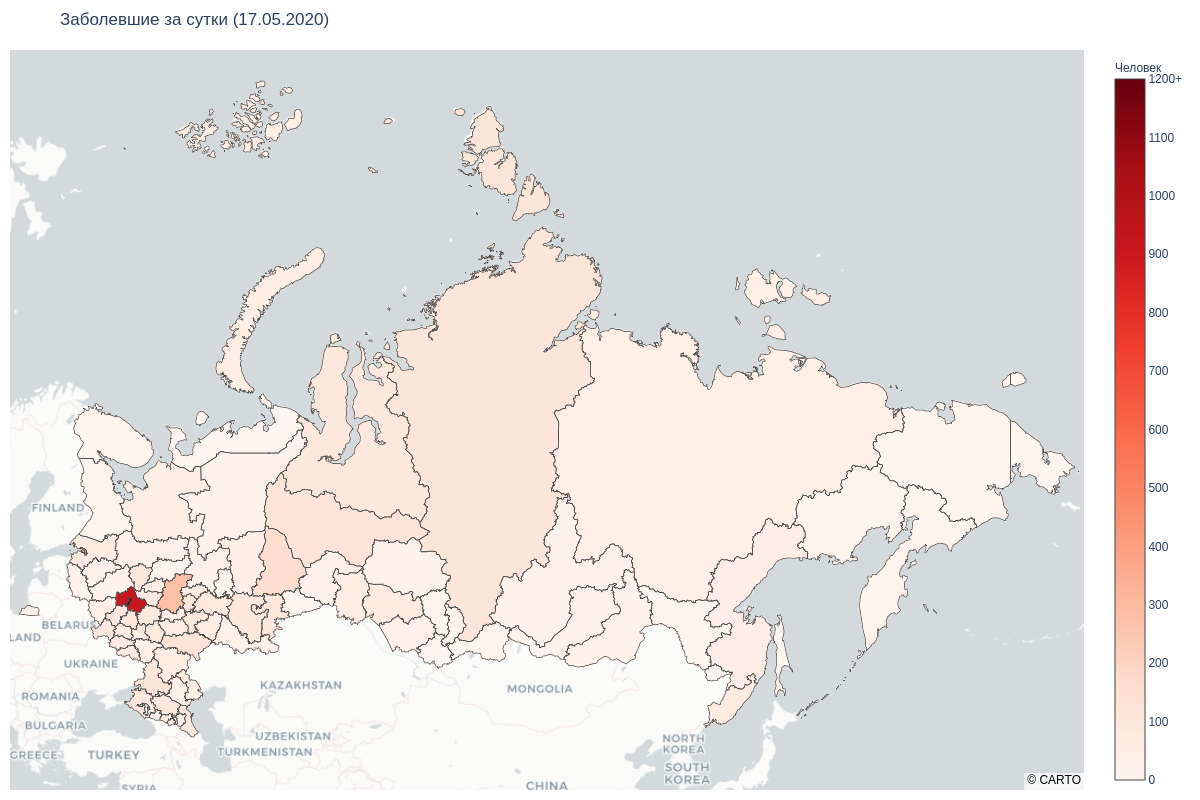 Заболевшие за сутки (17.05.2020)
Человек
1200+
1100
1000
900
800
700
600
500
400
300
200
100
0
FINLAND
BELARUS
LAND
UKRAINE
ROMANIA
BULGARIA
GREECE
TURKEY
SYRIA
KAZAKHSTAN
UZBEKISTAN
TURKMENISTAN
MONGOLIA
CHINA
NORTH
KOREA
SOUTH
KOREA
© CARTO